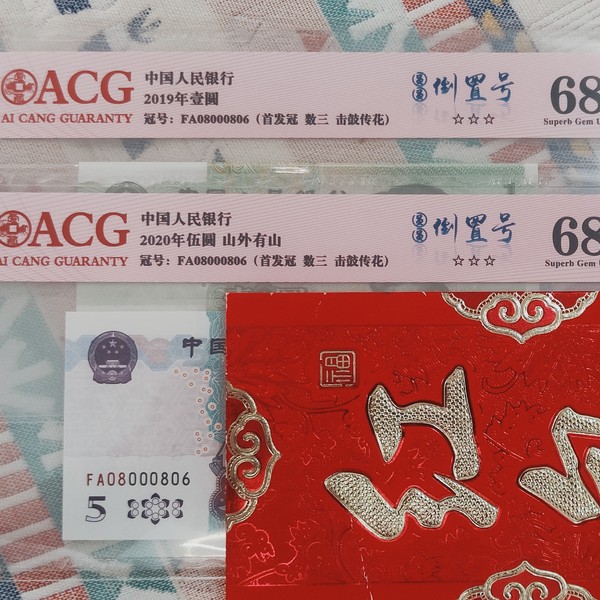 ACG
AI CANG GUARANTY
中国人民银行
2019年壹圓
冠号: FA08000806 (首发冠 数三 击鼓传花)
倒置号
☆☆☆
68
Superb Gem U
ACG
AI CANG GUARANTY
中国人民银行
2020年伍圓 山外有山
冠号: FA08000806 (首发冠 数三 击鼓传花)
倒置号
☆☆☆
68
Superb Gem U
中国
FA08000806
5